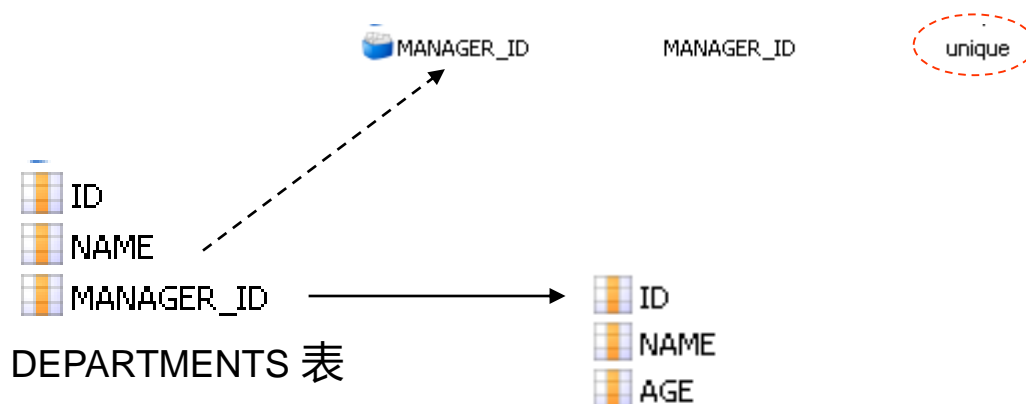 MANAGER_ID MANAGER_ID unique
ID
NAME
MANAGER_ID
DEPARTMENTS 表
ID
NAME
AGE